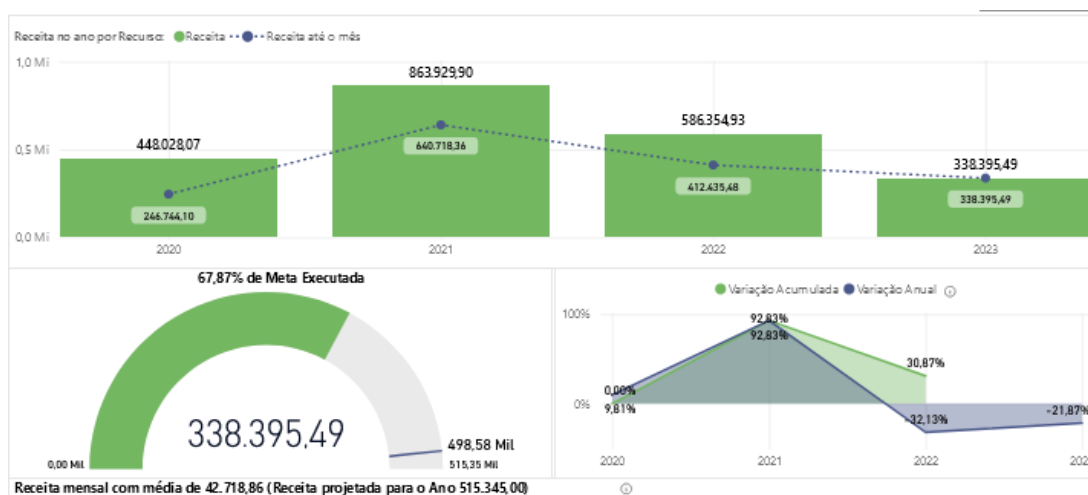 Receita no ano por Recurso: Receita Receita até o mês
1,0 Mi
0,5 Mi
0,0 Mi
448.028,07
863.929,90
586.354,93
338.395,49
246.744,10
640.718,36
412.435,48
338.395,49
2020 2021 2022 2023
67,87% de Meta Executada
338.395,49
0,00 Mil
498,58 Mil
515,35 Mil
Variação Acumulada Variação Anual
100%
0%
92,83%
92,83%
30,87%
0,00%
9,81%
-32,13%
-21,87%
2020 2021 2022
Receita mensal com média de 42.718,86 (Receita projetada para o Ano 515.345,00)